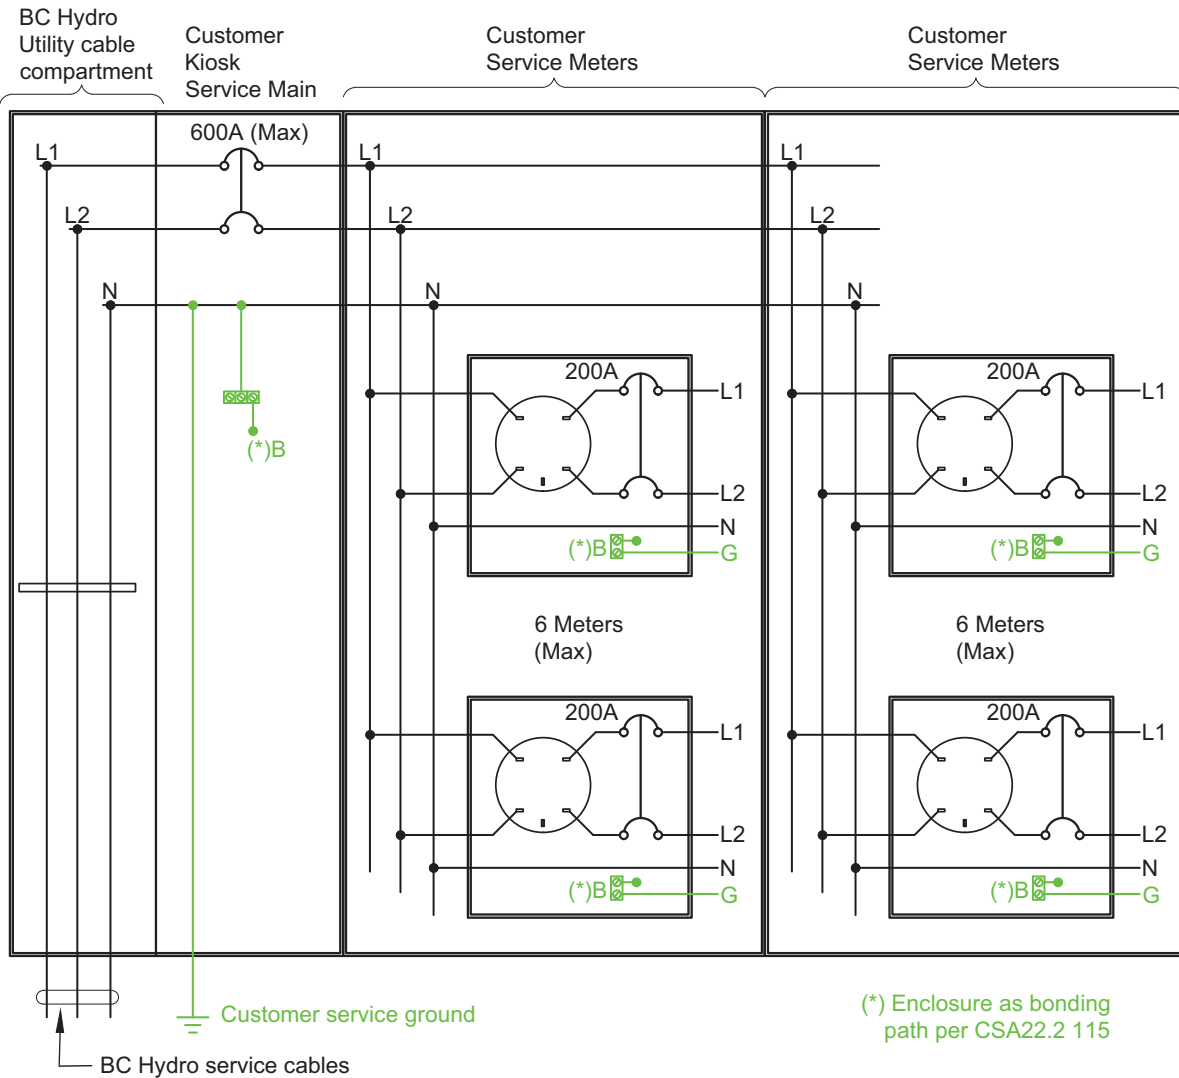 BC Hydro
Utility cable
compartment
Customer
Kiosk
Service Main
Customer
Service Meters
Customer
Service Meters
600A (Max)
L1
L1
L1
L2
L2
L2
N
N
N
(*)B
200A
L1
L2
N
(*)B
G
200A
L1
L2
N
(*)B
G
6 Meters
(Max)
6 Meters
(Max)
200A
L1
L2
N
(*)B
G
200A
L1
L2
N
(*)B
G
Customer service ground
(*) Enclosure as bonding
path per CSA22.2 115
BC Hydro service cables